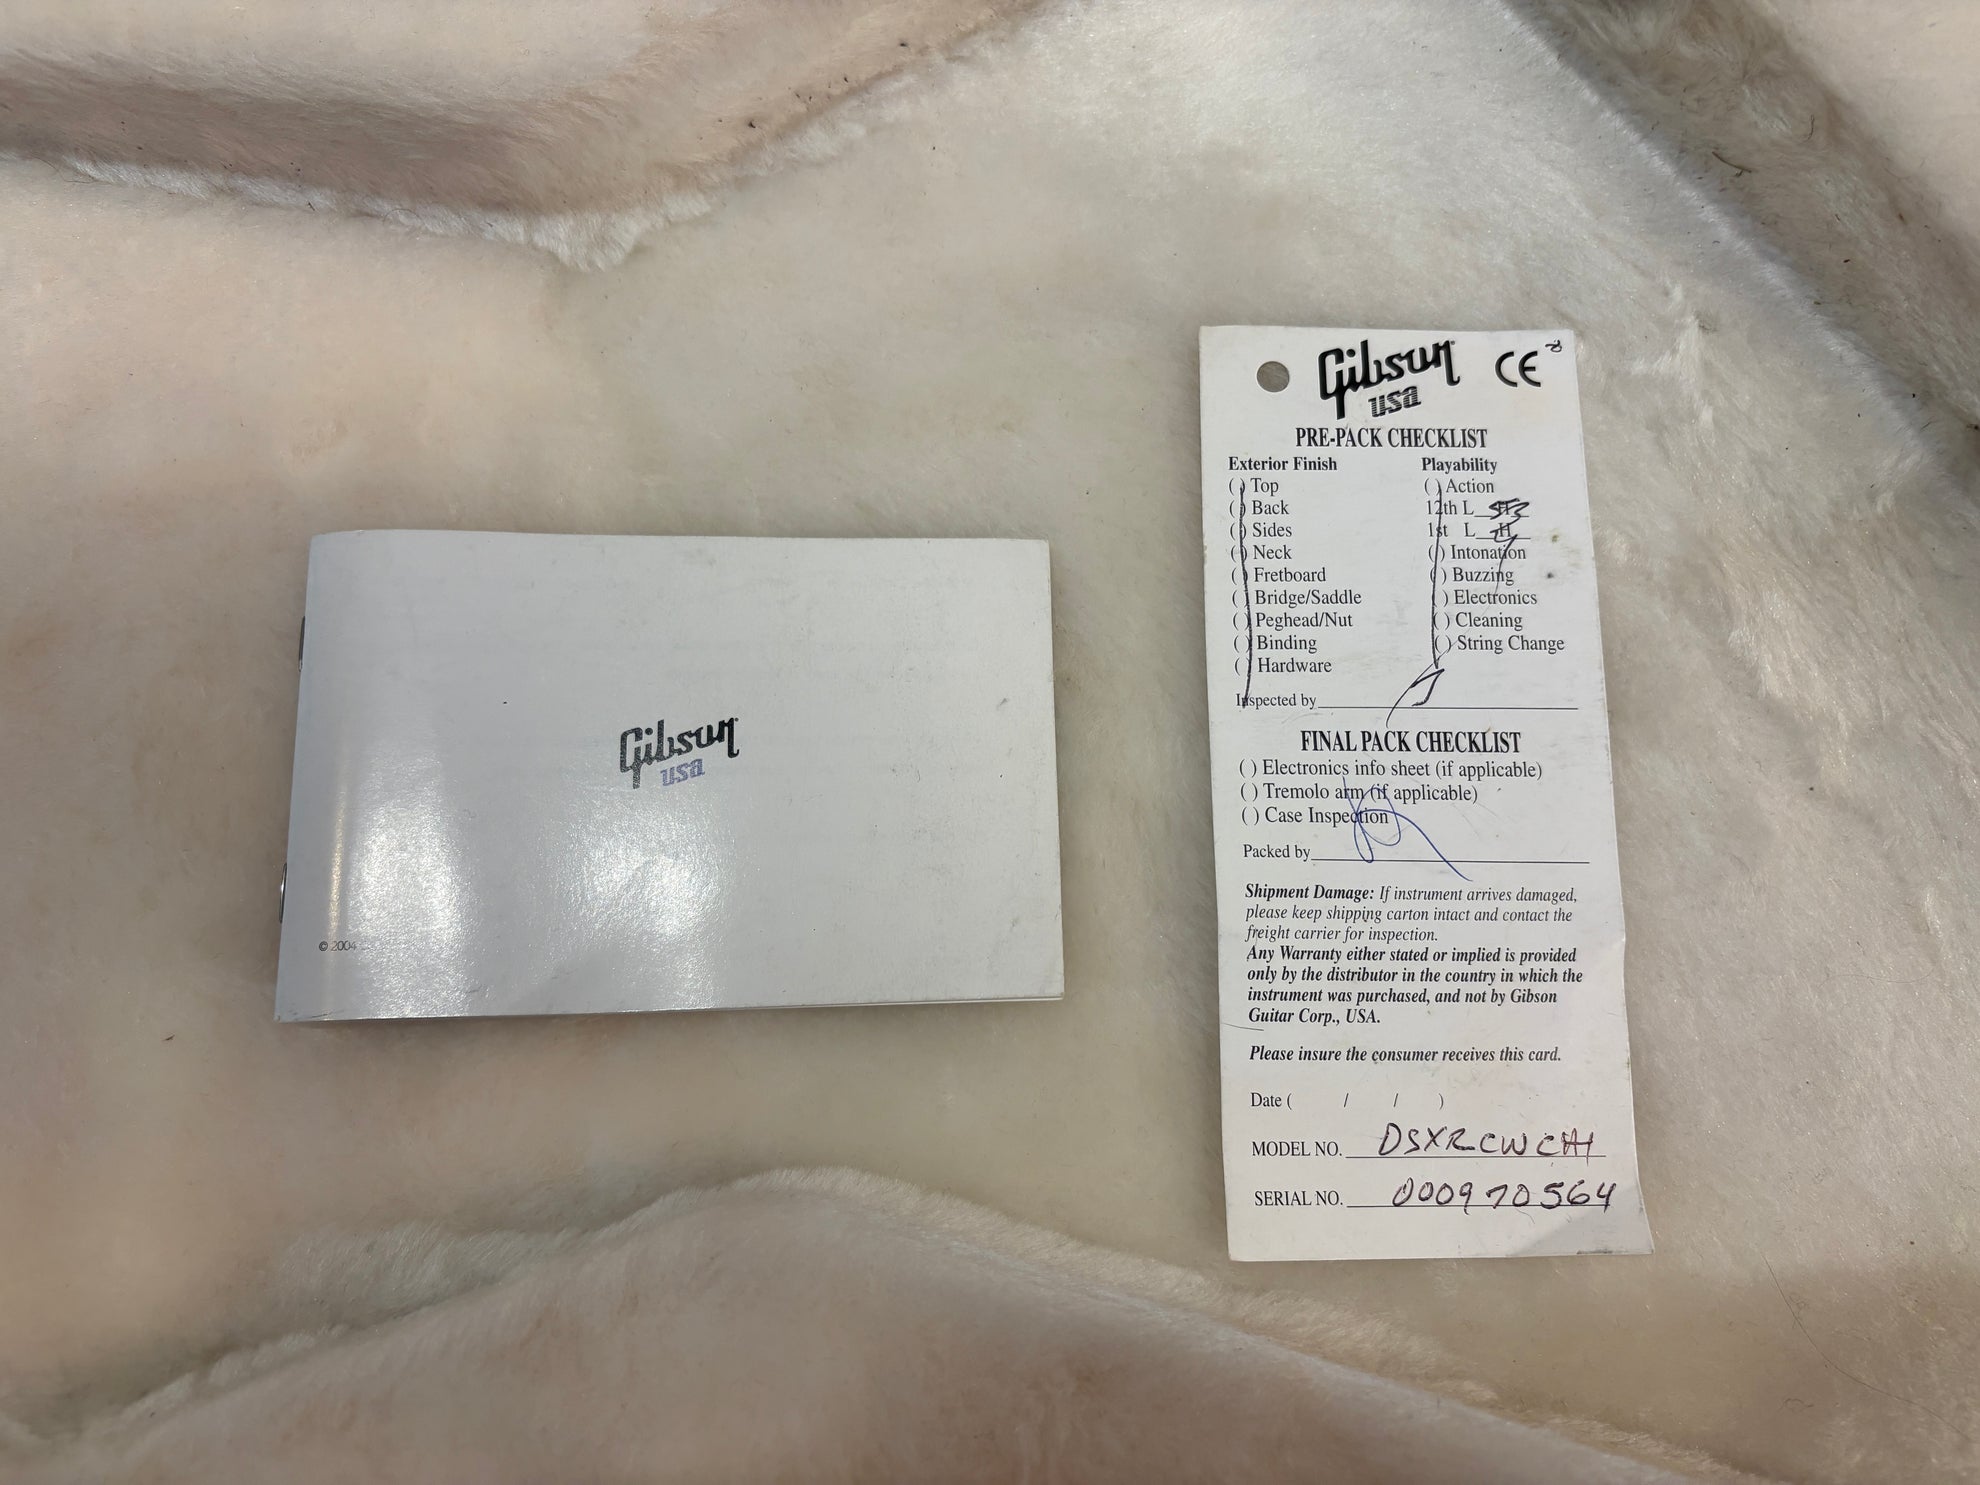 Gibson
usa
© 2004
Gibson CE
usa
PRE-PACK CHECKLIST
Exterior Finish Playability
( ) Top ( ) Action
( ) Back 12th L H
( ) Sides 1st L H
( ) Neck ( ) Intonation
( ) Fretboard ( ) Buzzing
( ) Bridge/Saddle ( ) Electronics
( ) Peghead/Nut ( ) Cleaning
( ) Binding ( ) String Change
( ) Hardware
Inspected by
FINAL PACK CHECKLIST
( ) Electronics info sheet (if applicable)
( ) Tremolo arm (if applicable)
( ) Case Inspection
Packed by
Shipment Damage: If instrument arrives damaged,
please keep shipping carton intact and contact the
freight carrier for inspection.
Any Warranty either stated or implied is provided
only by the distributor in the country in which the
instrument was purchased, and not by Gibson
Guitar Corp., USA.
Please insure the consumer receives this card.
Date ( / / )
MODEL NO. DSXRCWCH1
SERIAL NO. 000970564